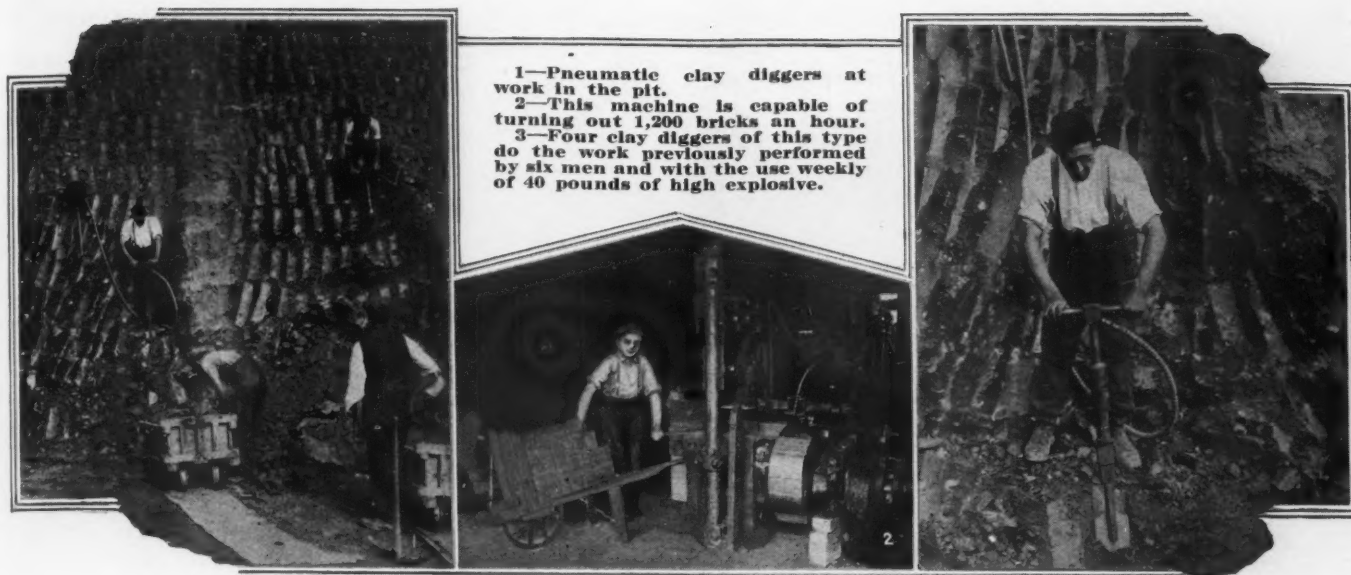 1—Pneumatic clay diggers at
work in the pit.
2—This machine is capable of
turning out 1,200 bricks an hour.
3—Four clay diggers of this type
do the work previously performed
by six men and with the use weekly
of 40 pounds of high explosive.
2